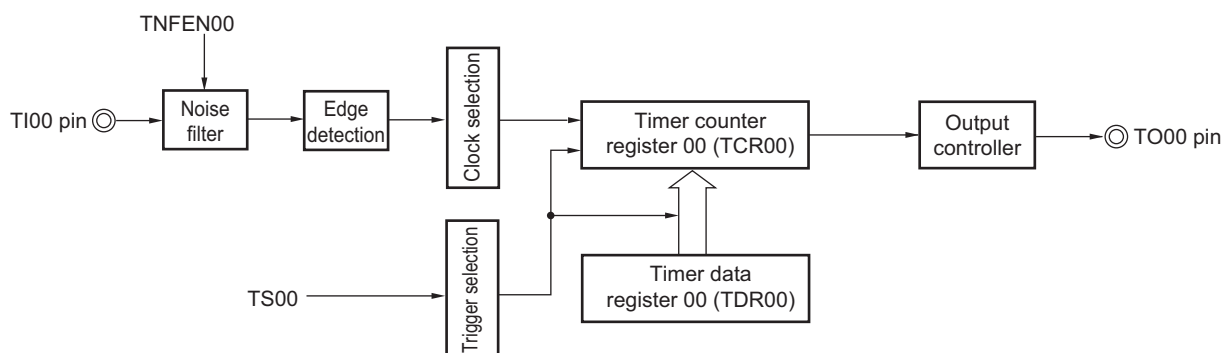 TNFEN00
TI00 pin
Noise
filter
Edge
detection
Clock selection
Timer counter
register 00 (TCR00)
Output
controller
TO00 pin
TS00
Trigger selection
Timer data
register 00 (TDR00)